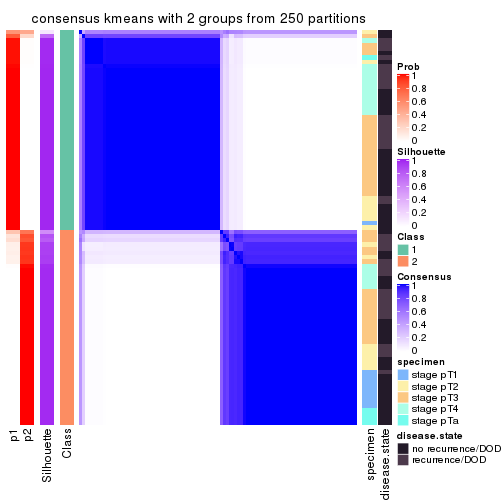 consensus kmeans with 2 groups from 250 partitions
Prob
1
0.8
0.6
0.4
0.2
0
Silhouette
1
0.8
0.6
0.4
0.2
0
Class
1
2
Consensus
1
0.8
0.6
0.4
0.2
0
specimen
stage pT1
stage pT2
stage pT3
stage pT4
stage pTa
disease.state
no recurrence/DOD
recurrence/DOD
p1
p2
Silhouette
Class
specimen
disease.state